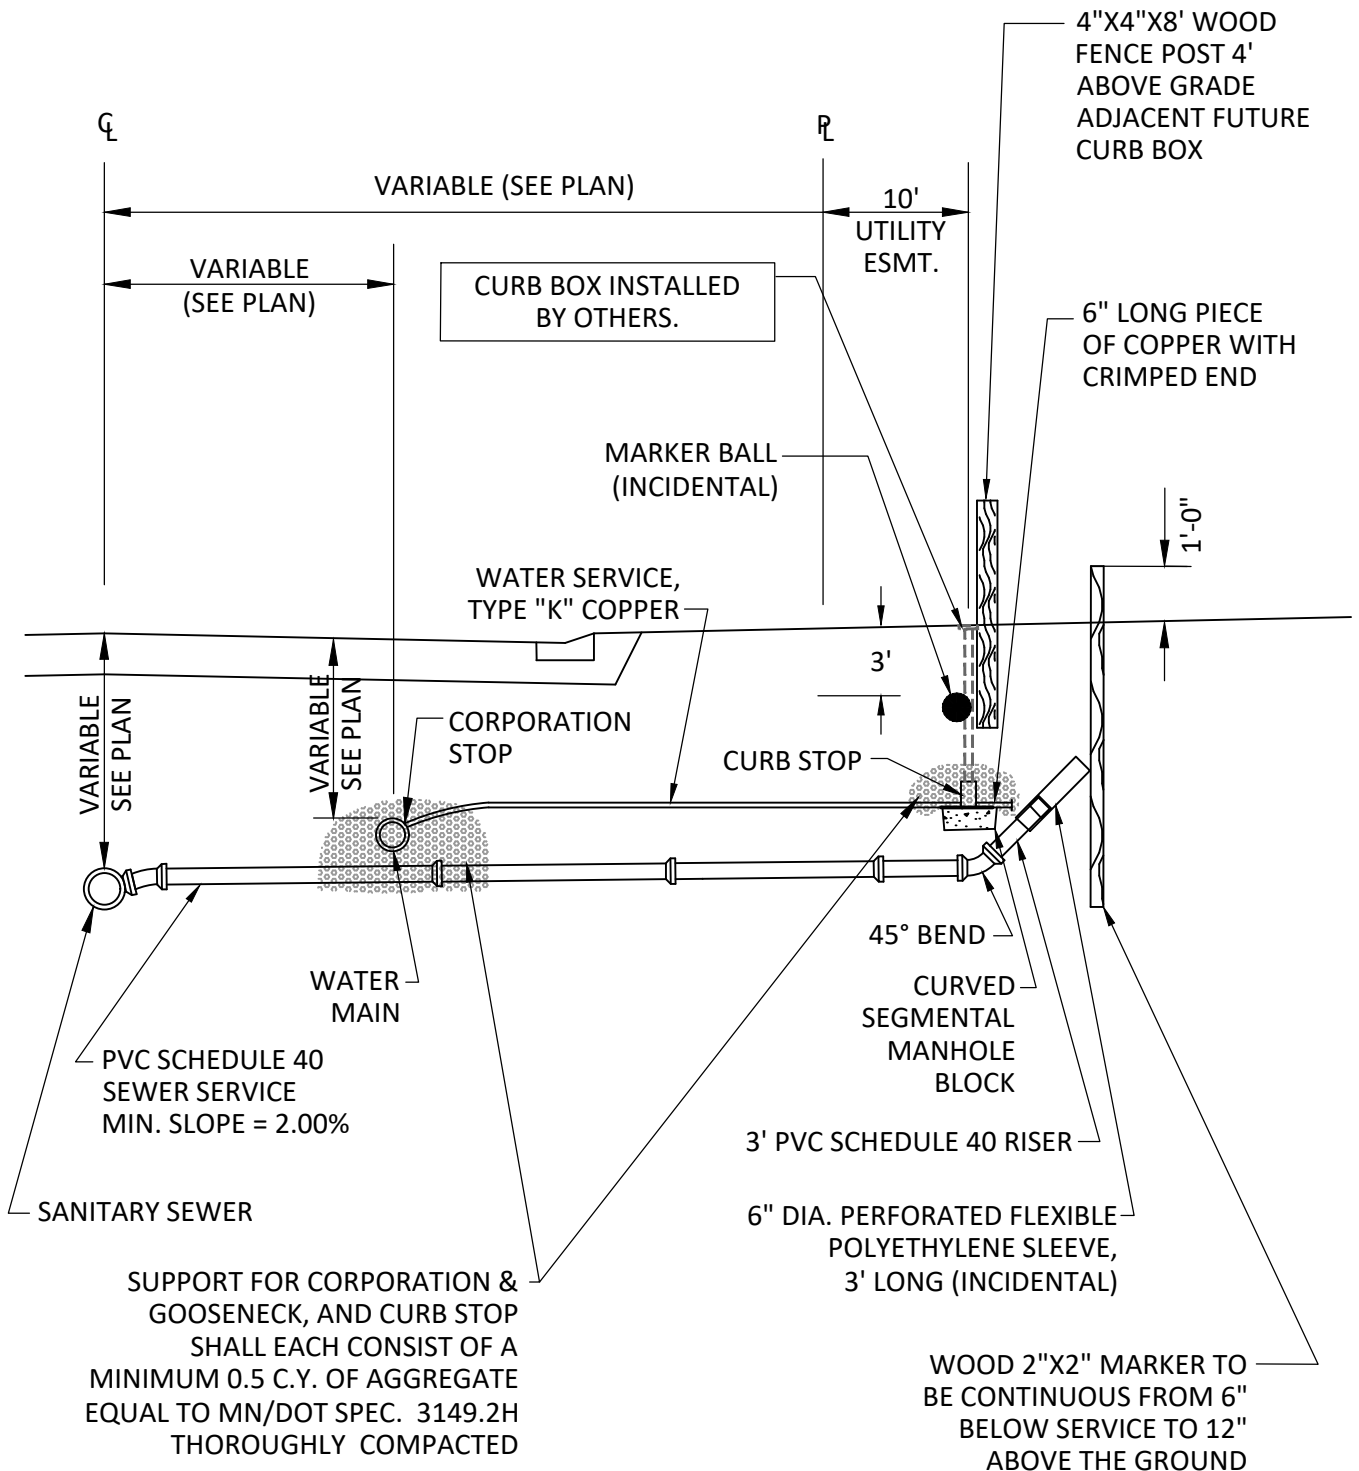 4"X4"X8' WOOD
FENCE POST 4'
ABOVE GRADE
ADJACENT FUTURE
CURB BOX
℄
⅊
VARIABLE (SEE PLAN)
10'
UTILITY
ESMT.
VARIABLE
(SEE PLAN)
CURB BOX INSTALLED
BY OTHERS.
6" LONG PIECE
OF COPPER WITH
CRIMPED END
MARKER BALL
(INCIDENTAL)
1'-0"
WATER SERVICE,
TYPE "K" COPPER
3'
VARIABLE
SEE PLAN
VARIABLE
SEE PLAN
CORPORATION
STOP
CURB STOP
45° BEND
WATER
MAIN
CURVED
SEGMENTAL
MANHOLE
BLOCK
PVC SCHEDULE 40
SEWER SERVICE
MIN. SLOPE = 2.00%
3' PVC SCHEDULE 40 RISER
SANITARY SEWER
6" DIA. PERFORATED FLEXIBLE
POLYETHYLENE SLEEVE,
3' LONG (INCIDENTAL)
SUPPORT FOR CORPORATION &
GOOSENECK, AND CURB STOP
SHALL EACH CONSIST OF A
MINIMUM 0.5 C.Y. OF AGGREGATE
EQUAL TO MN/DOT SPEC. 3149.2H
THOROUGHLY COMPACTED
WOOD 2"X2" MARKER TO
BE CONTINUOUS FROM 6"
BELOW SERVICE TO 12"
ABOVE THE GROUND